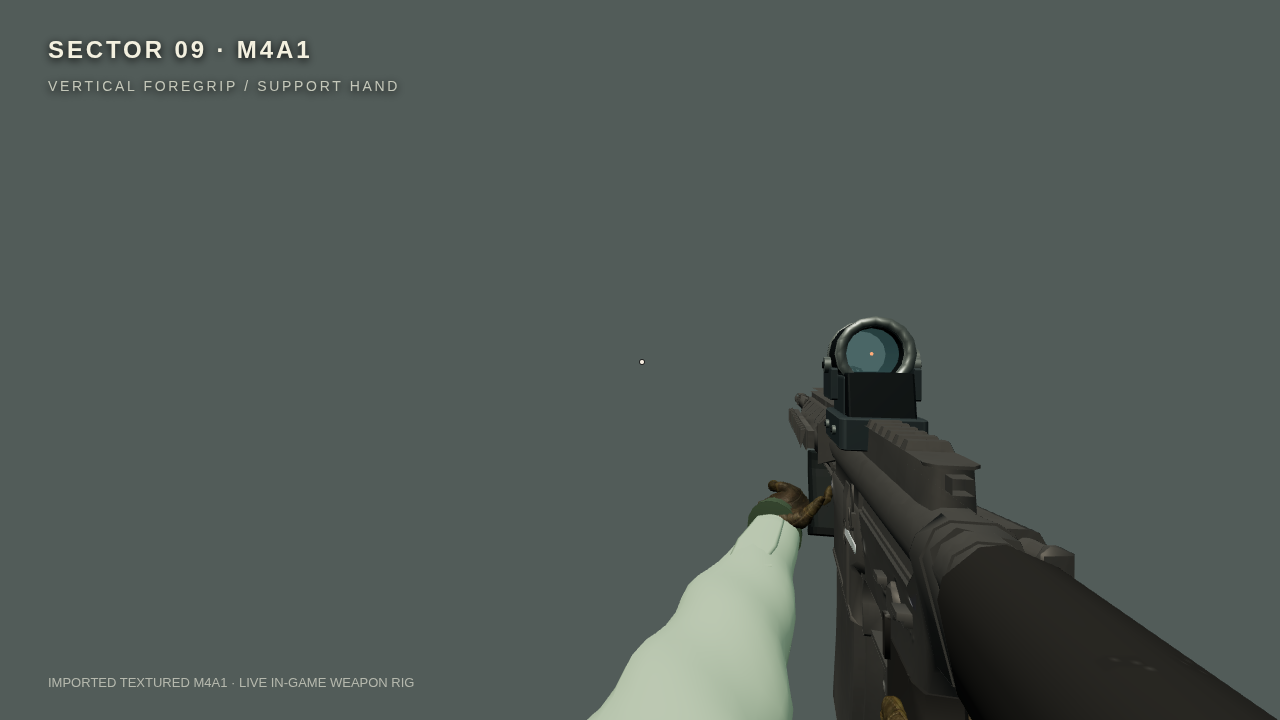 SECTOR 09 · M4A1
VERTICAL FOREGRIP / SUPPORT HAND
IMPORTED TEXTURED M4A1 · LIVE IN-GAME WEAPON RIG